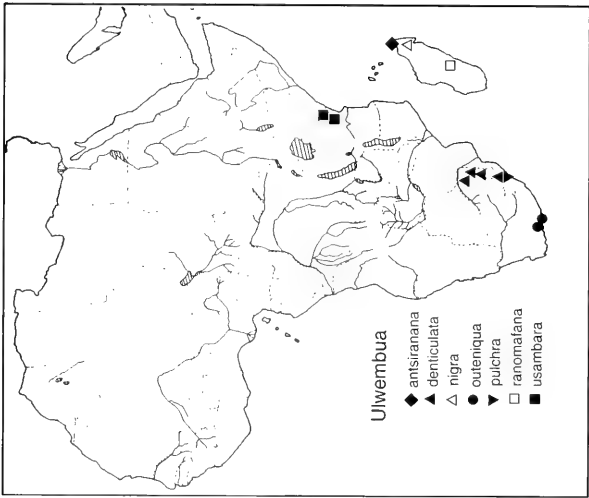 Ulwembua
antsiranana
denticulata
nigra
outeniqua
pulchra
ranomafana
usambara